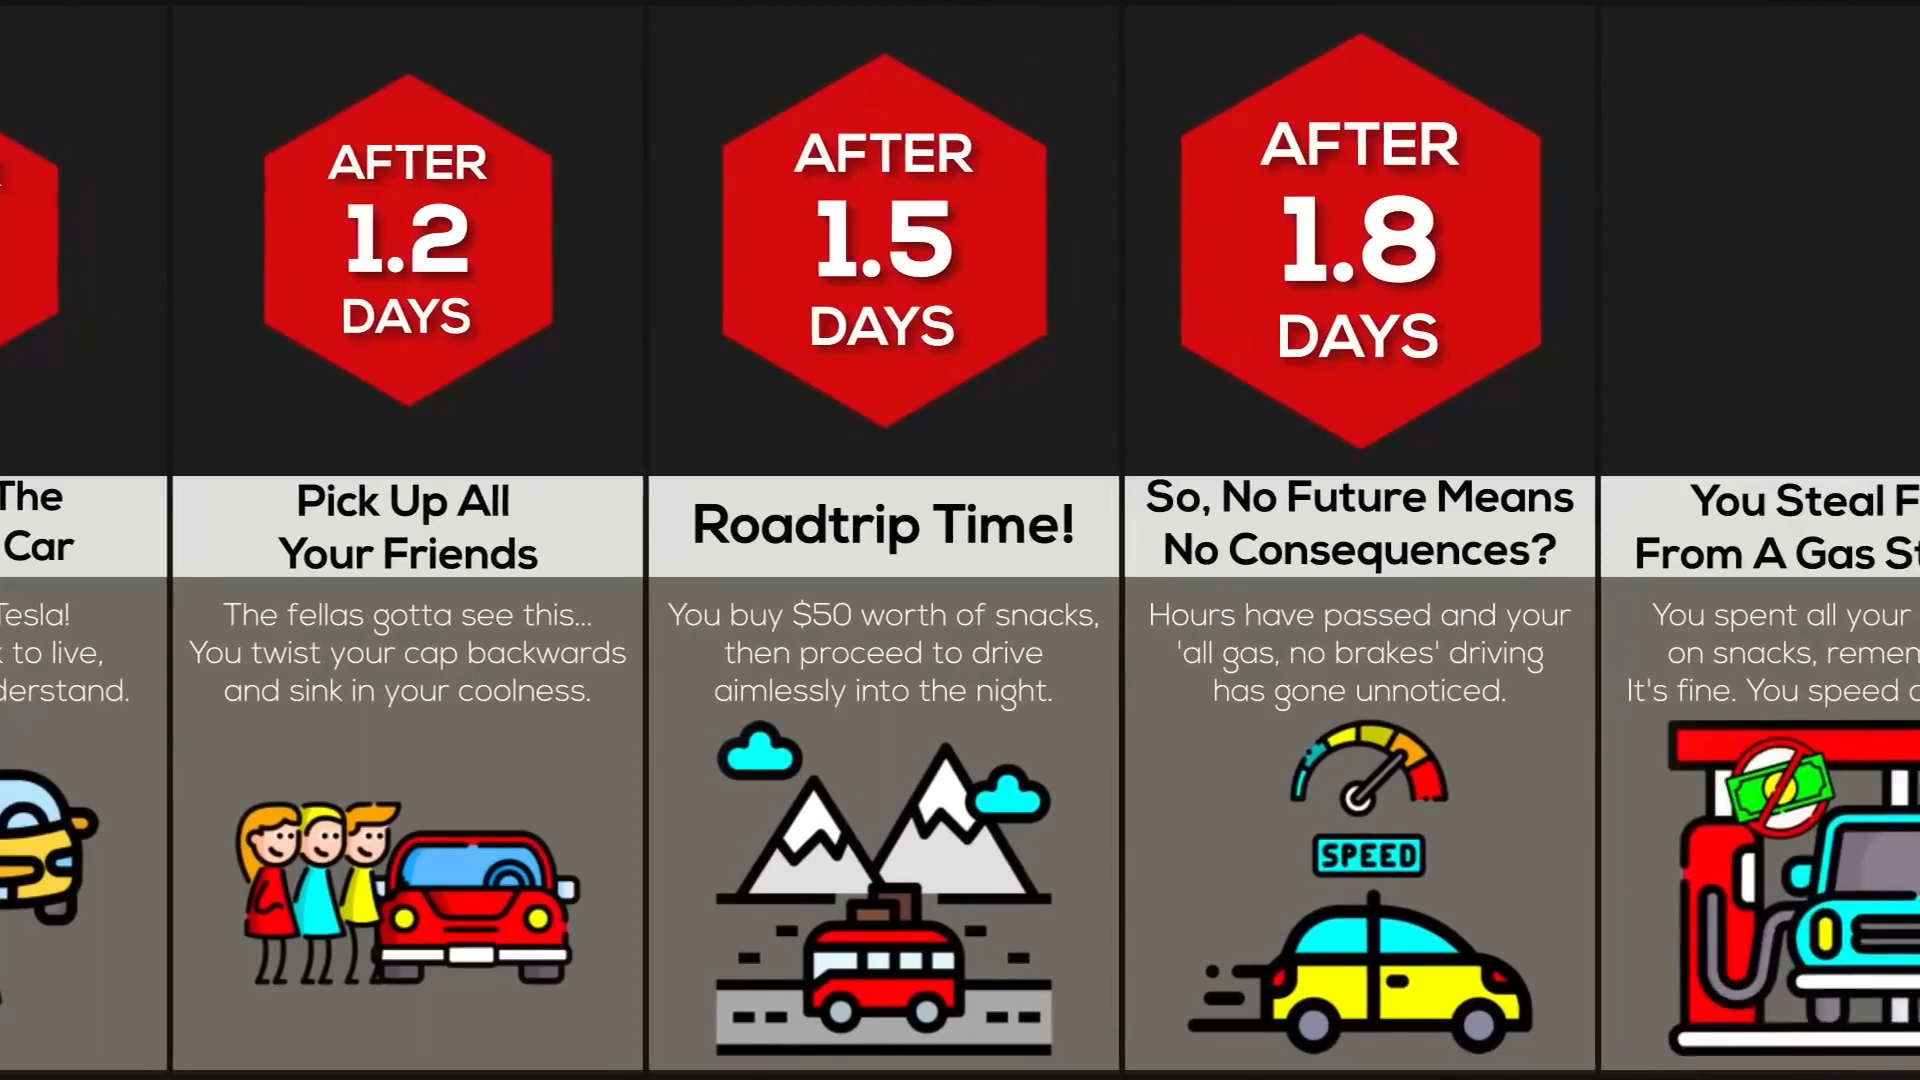 The
Car
Tesla!
to live,
AFTER
1.2
DAYS
Pick Up All
Your Friends
The fellas gotta see this...
You twist your cap backwards
and sink in your coolness.
AFTER
1.5
DAYS
Roadtrip Time!
You buy $50 worth of snacks,
then proceed to drive
aimlessly into the night.
AFTER
1.8
DAYS
So, No Future Means
No Consequences?
Hours have passed and your
'all gas, no brakes' driving
has gone unnoticed.
SPEED
You Steal
From A Gas
You spent all your
on snacks,
It's fine. You speed